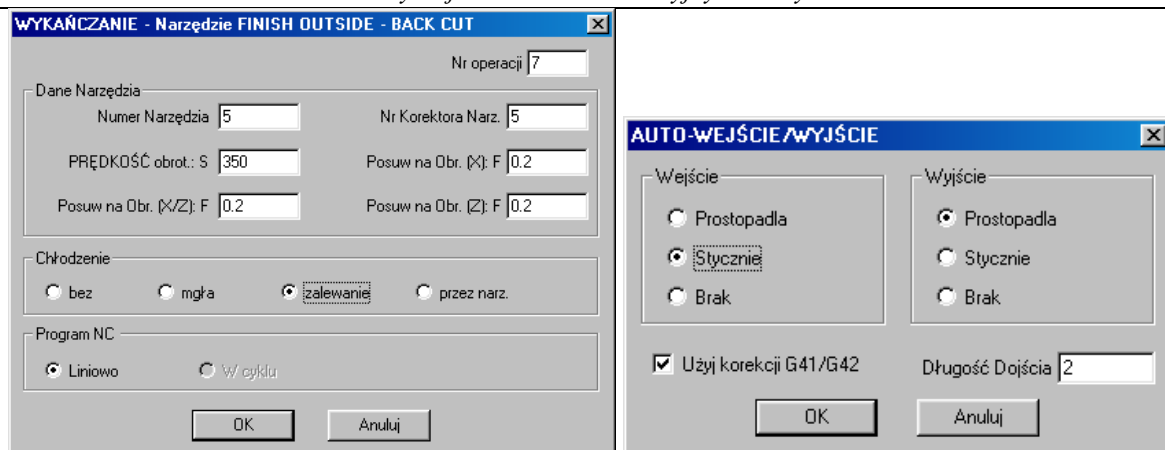 WYKAŃCZANIE - Narzędzie FINISH OUTSIDE - BACK CUT
Nr operacji 7
Dane Narzędzia
Numer Narzędzia 5 Nr Korektora Narz. 5
PRĘDKOŚĆ obrot.: S 350 Posuw na Obr. (X): F 0.2
Posuw na Obr. (X/Z): F 0.2 Posuw na Obr. (Z): F 0.2
Chłodzenie
bez mgła zalewanie przez narz.
Program NC
Liniowo W cyklu
OK Anuluj
AUTO-WEJŚCIE/WYJŚCIE
Wejście Wyjście
Prostopadla Prostopadla
Stycznie Stycznie
Brak Brak
Użyj korekcji G41/G42 Długość Dojścia 2
OK Anuluj